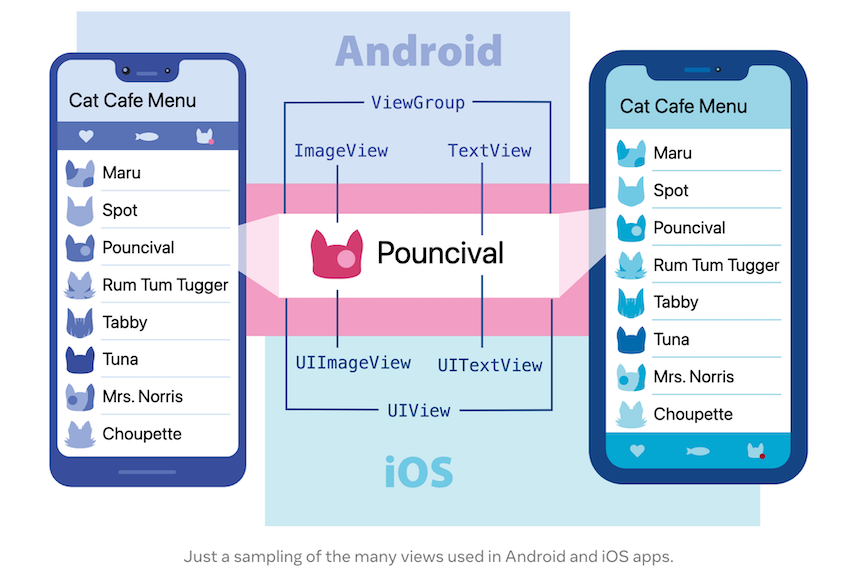 Android
Cat Cafe Menu
Maru
Spot
Pouncival
Rum Tum Tugger
Tabby
Tuna
Mrs. Norris
Choupette
ViewGroup
ImageView
TextView
Pouncival
UIImageView
UITextView
UIView
iOS
Cat Cafe Menu
Maru
Spot
Pouncival
Rum Tum Tugger
Tabby
Tuna
Mrs. Norris
Choupette
Just a sampling of the many views used in Android and iOS apps.